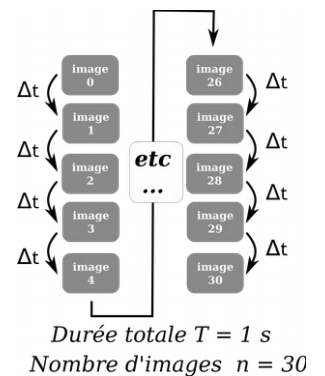 image
0
Δt
image
1
Δt
image
2
Δt
image
3
Δt
image
4
etc
...
image
26
Δt
image
27
Δt
image
28
Δt
image
29
Δt
image
30
Durée totale T = 1 s
Nombre d'images n = 30